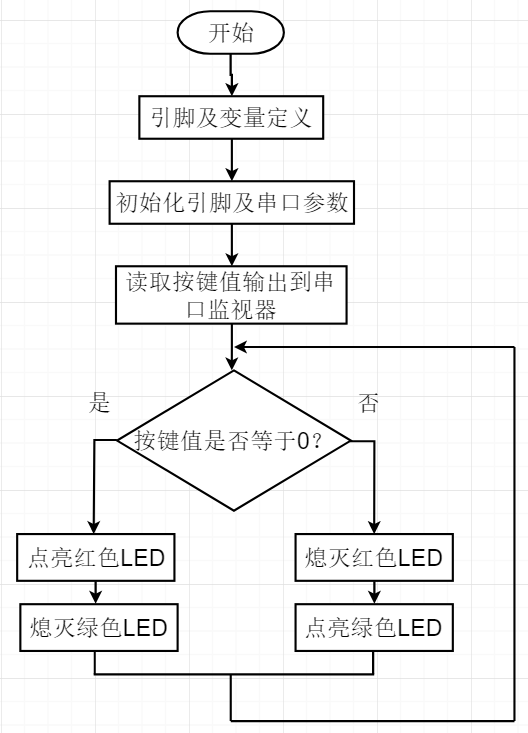 开始
引脚及变量定义
初始化引脚及串口参数
读取按键值输出到串
口监视器
是
否
按键值是否等于0?
点亮红色LED
熄灭红色LED
熄灭绿色LED
点亮绿色LED